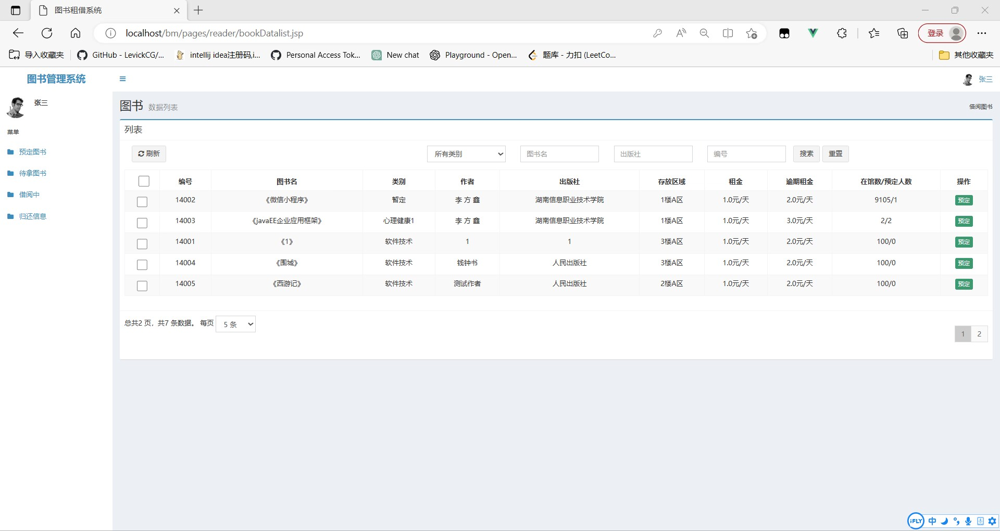 图书租借系统
localhost/bm/pages/reader/bookDatalist.jsp
登录
导入收藏夹 GitHub - LevickCG/... intellij idea注册码,i... Personal Access Tok... New chat Playground - Open... 题库 - 力扣 (LeetCo... 其他收藏夹
图书管理系统 张三
张三
图书 数据列表 借阅图书
菜单
列表
预定图书
待拿图书
借阅中
归还信息
刷新 所有类别 图书名 出版社 编号 搜索 重置
编号 图书名 类别 作者 出版社 存放区域 租金 逾期租金 在馆数/预定人数 操作
14002 《微信小程序》 暂定 李 方 鑫 湖南信息职业技术学院 1楼A区 1.0元/天 2.0元/天 9105/1 预定
14003 《javaEE企业应用框架》 心理健康1 李 方 鑫 湖南信息职业技术学院 1楼A区 1.0元/天 3.0元/天 2/2 预定
14001 《1》 软件技术 1 1 3楼A区 1.0元/天 2.0元/天 100/0 预定
14004 《围城》 软件技术 钱钟书 人民出版社 3楼A区 1.0元/天 2.0元/天 100/0 预定
14005 《西游记》 软件技术 测试作者 人民出版社 2楼A区 1.0元/天 2.0元/天 100/0 预定
总共2 页，共7 条数据。 每页 5 条
1 2
iFLY 中